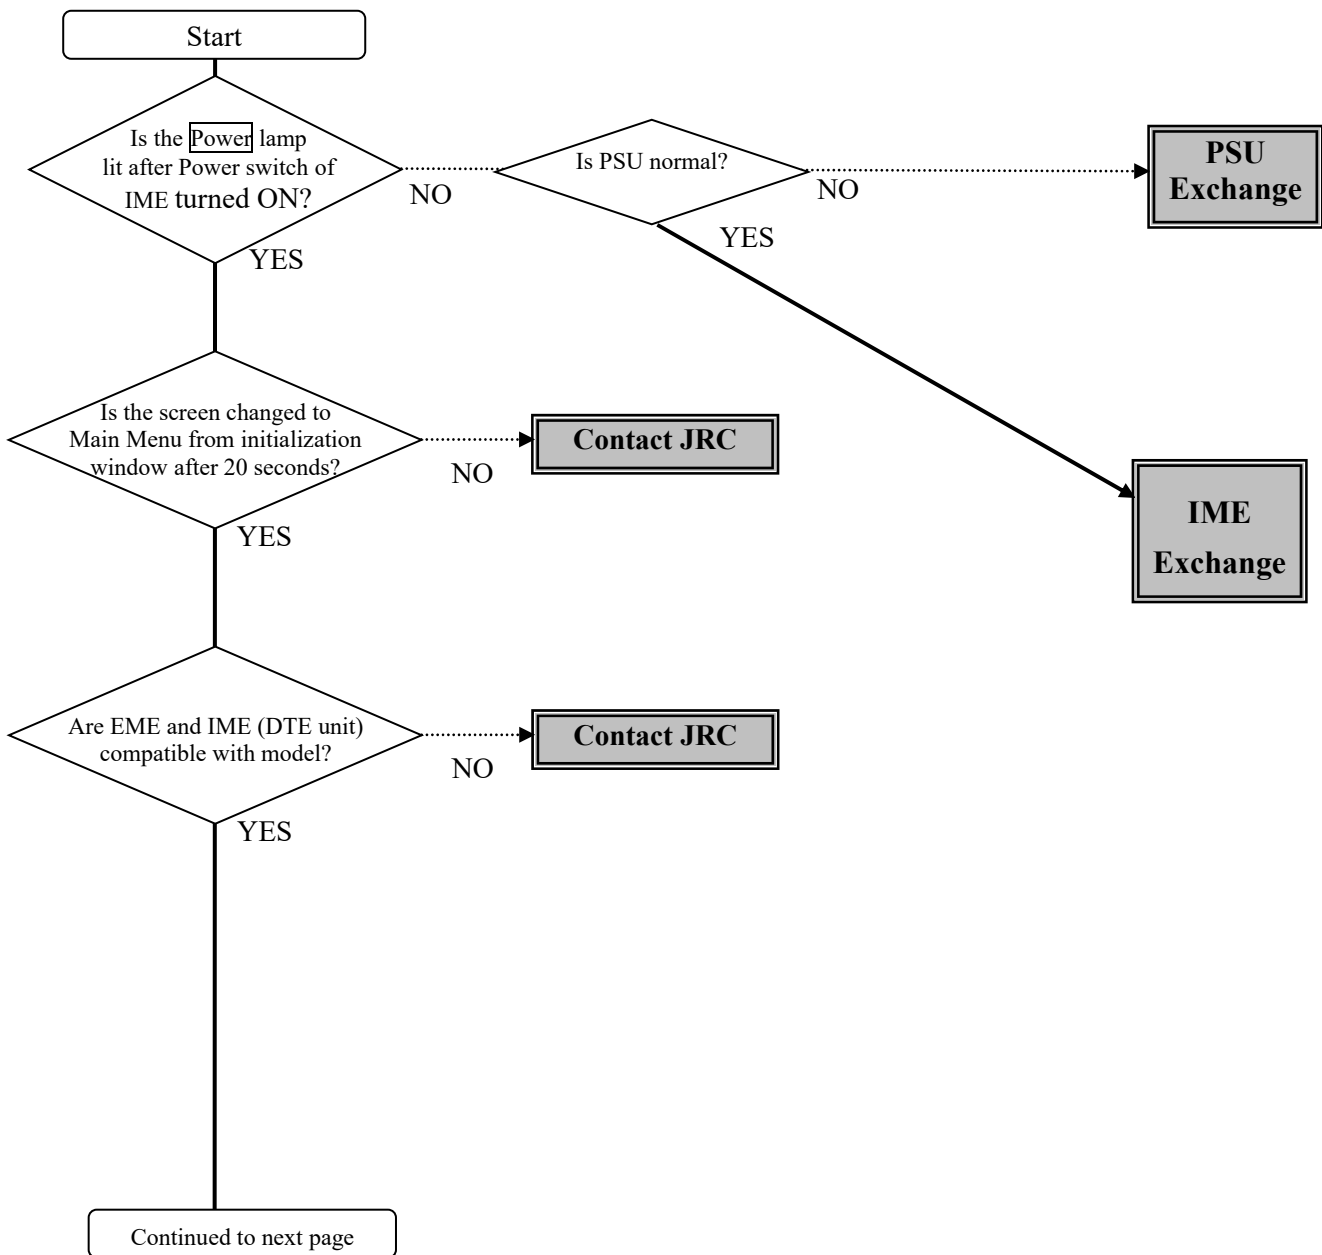 Start
Is the Power lamp
lit after Power switch of
IME turned ON?
NO
YES
Is PSU normal?
NO
YES
PSU
Exchange
Is the screen changed to
Main Menu from initialization
window after 20 seconds?
NO
YES
Contact JRC
IME
Exchange
Are EME and IME (DTE unit)
compatible with model?
NO
YES
Contact JRC
Continued to next page